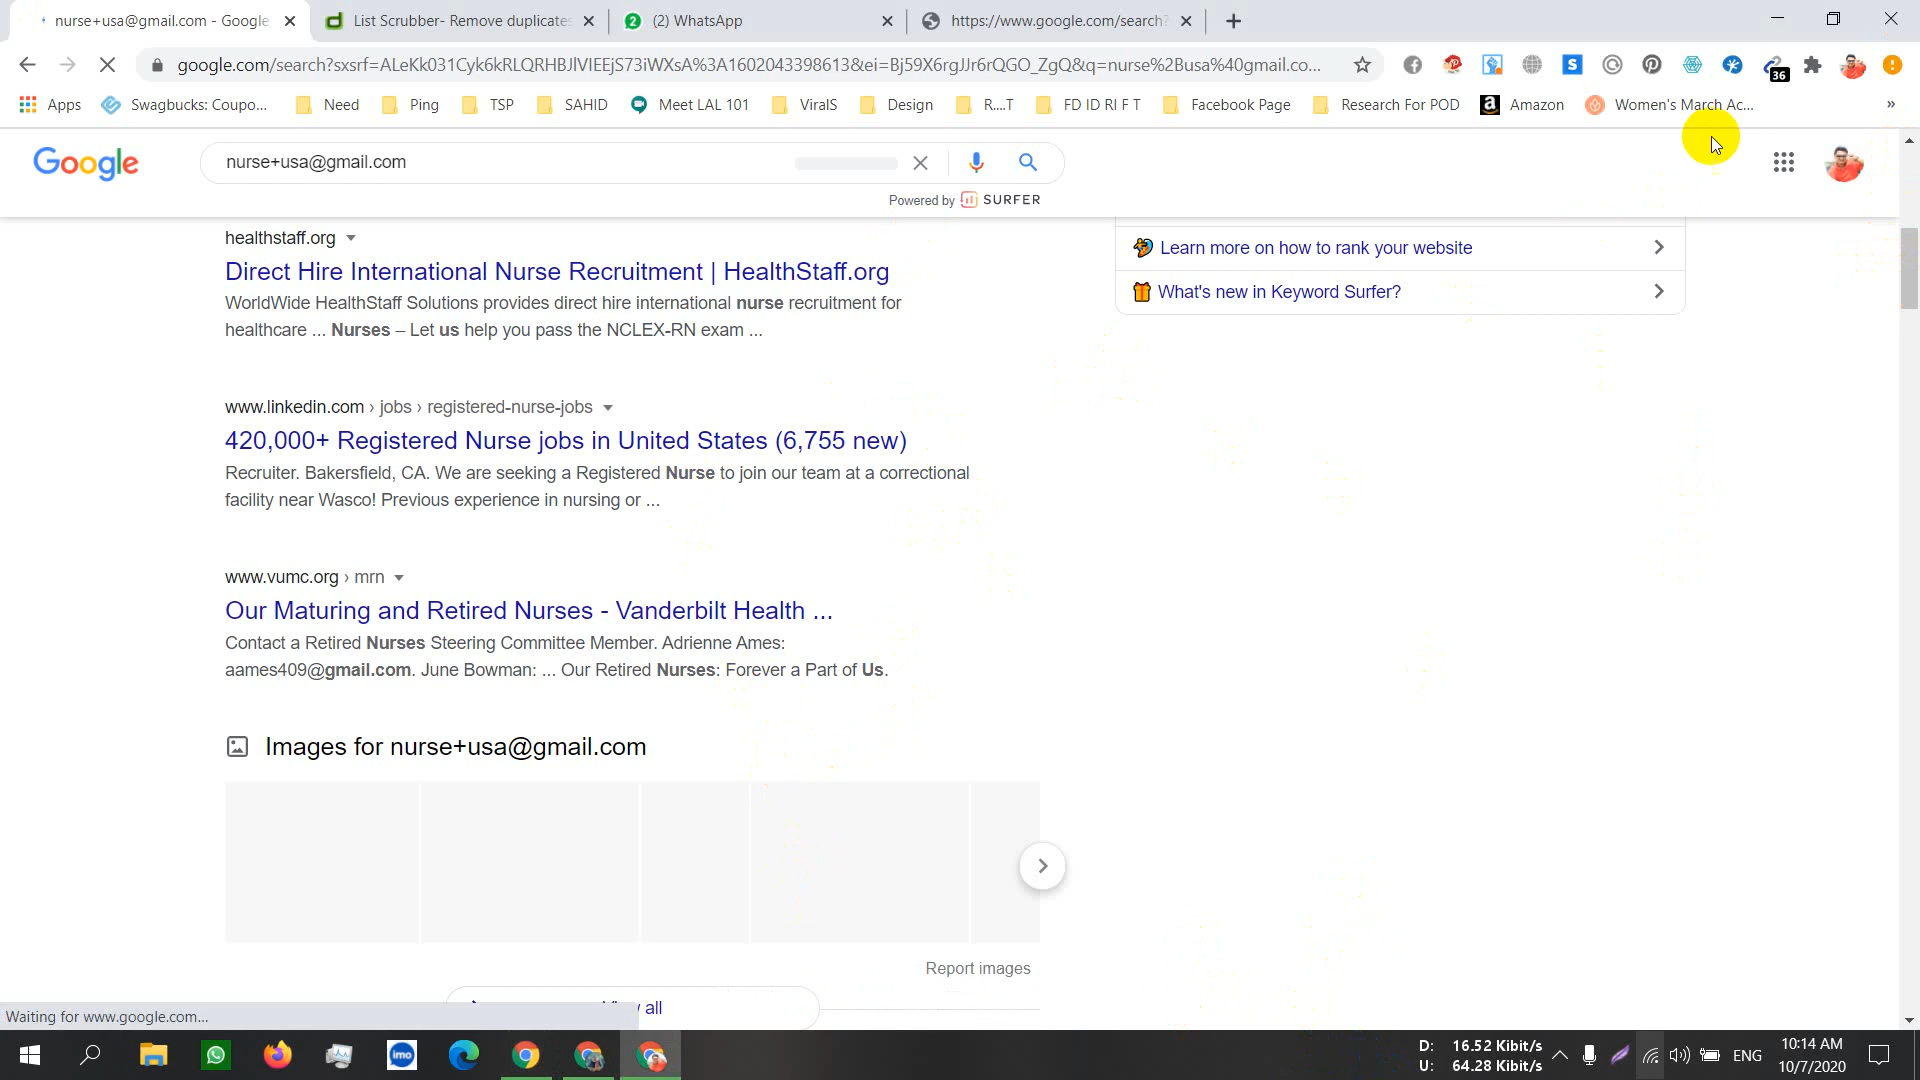 nurse+usa@gmail.com - Google
List Scrubber- Remove duplicates
(2) WhatsApp
https://www.google.com/search?
google.com/search?sxsrf=ALeKk031Cyk6kRLQRHBJlVIEEjS73iWXsA%3A1602043398613&ei=Bj59X6rgJJr6rQGO_ZgQ&q=nurse%2Busa%40gmail.co...
36
Apps
Swagbucks: Coupo...
Need
Ping
TSP
SAHID
Meet LAL 101
ViralS
Design
R....T
FD ID RI F T
Facebook Page
Research For POD
Amazon
Women's March Ac...
»
Google
nurse+usa@gmail.com
Powered by SURFER
healthstaff.org
Direct Hire International Nurse Recruitment | HealthStaff.org
WorldWide HealthStaff Solutions provides direct hire international nurse recruitment for
healthcare ... Nurses – Let us help you pass the NCLEX-RN exam ...
Learn more on how to rank your website
What's new in Keyword Surfer?
www.linkedin.com › jobs › registered-nurse-jobs
420,000+ Registered Nurse jobs in United States (6,755 new)
Recruiter. Bakersfield, CA. We are seeking a Registered Nurse to join our team at a correctional
facility near Wasco! Previous experience in nursing or ...
www.vumc.org › mrn
Our Maturing and Retired Nurses - Vanderbilt Health ...
Contact a Retired Nurses Steering Committee Member. Adrienne Ames:
aames409@gmail.com. June Bowman: ... Our Retired Nurses: Forever a Part of Us.
Images for nurse+usa@gmail.com
Report images
all
Waiting for www.google.com...
imo
D: 16.52 Kibit/s
U: 64.28 Kibit/s
ENG
10:14 AM
10/7/2020